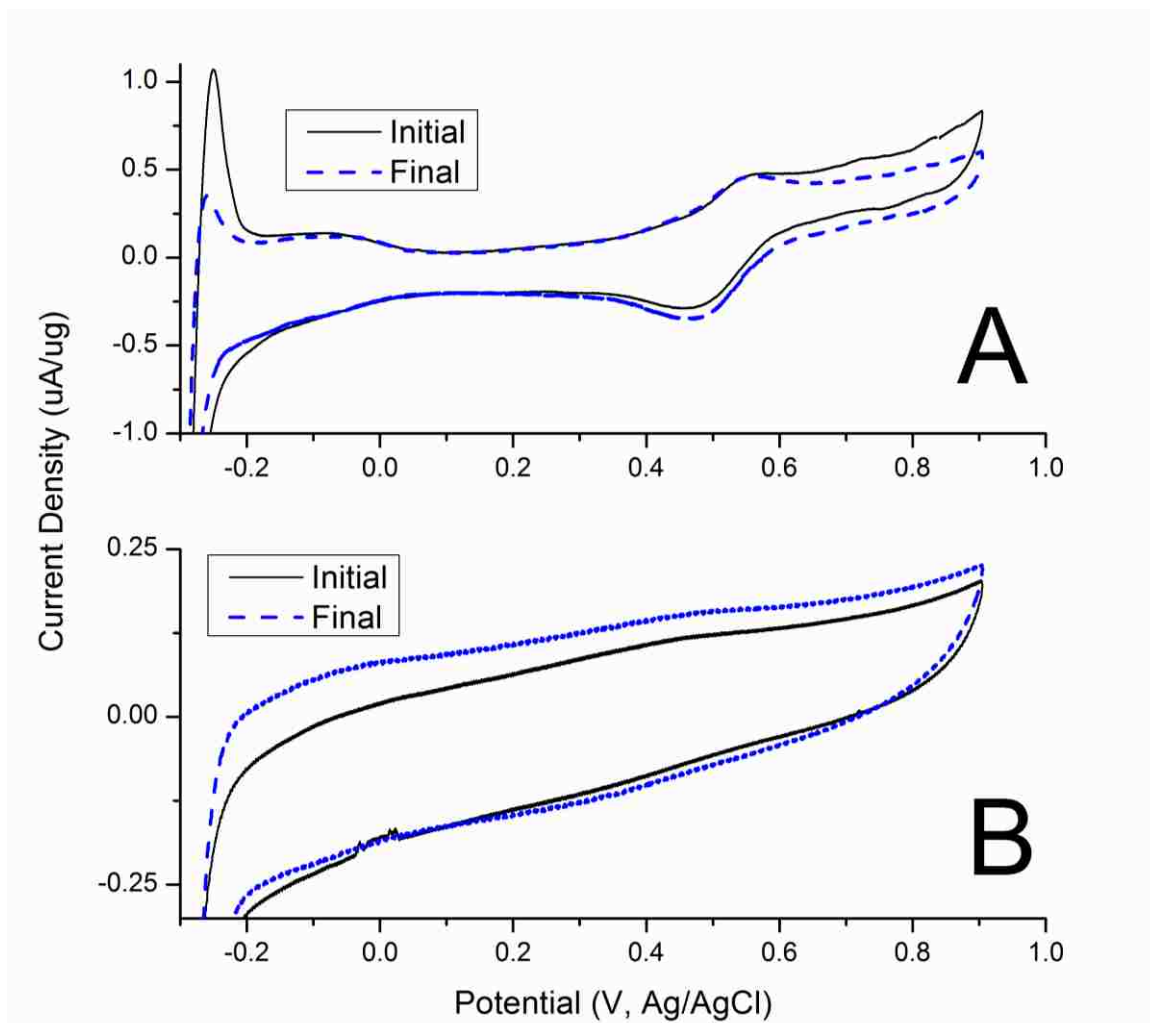 1.0
0.5
0.0
-0.5
-1.0
Initial
Final
A
-0.2 0.0 0.2 0.4 0.6 0.8 1.0
Current Density (uA/ug)
0.25
0.00
-0.25
Initial
Final
B
-0.2 0.0 0.2 0.4 0.6 0.8 1.0
Potential (V, Ag/AgCl)